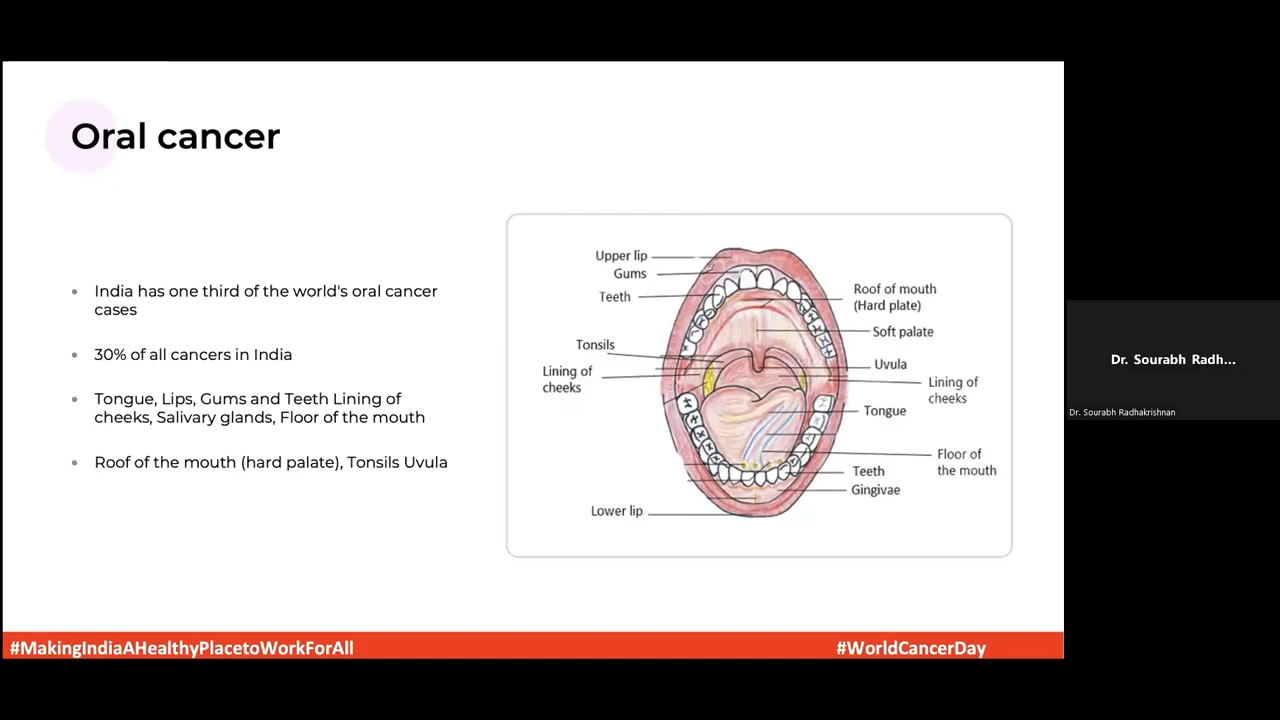 Oral cancer
• India has one third of the world's oral cancer
cases
• 30% of all cancers in India
• Tongue, Lips, Gums and Teeth Lining of
cheeks, Salivary glands, Floor of the mouth
• Roof of the mouth (hard palate), Tonsils Uvula
Upper lip
Gums
Teeth
Tonsils
Lining of
cheeks
Lower lip
Roof of mouth
(Hard plate)
Soft palate
Uvula
Lining of
cheeks
Tongue
Floor of
the mouth
Teeth
Gingivae
#MakingIndiaAHealthyPlacetoWorkForAll
#WorldCancerDay
Dr. Sourabh Radh...
Dr. Sourabh Radhakrishnan